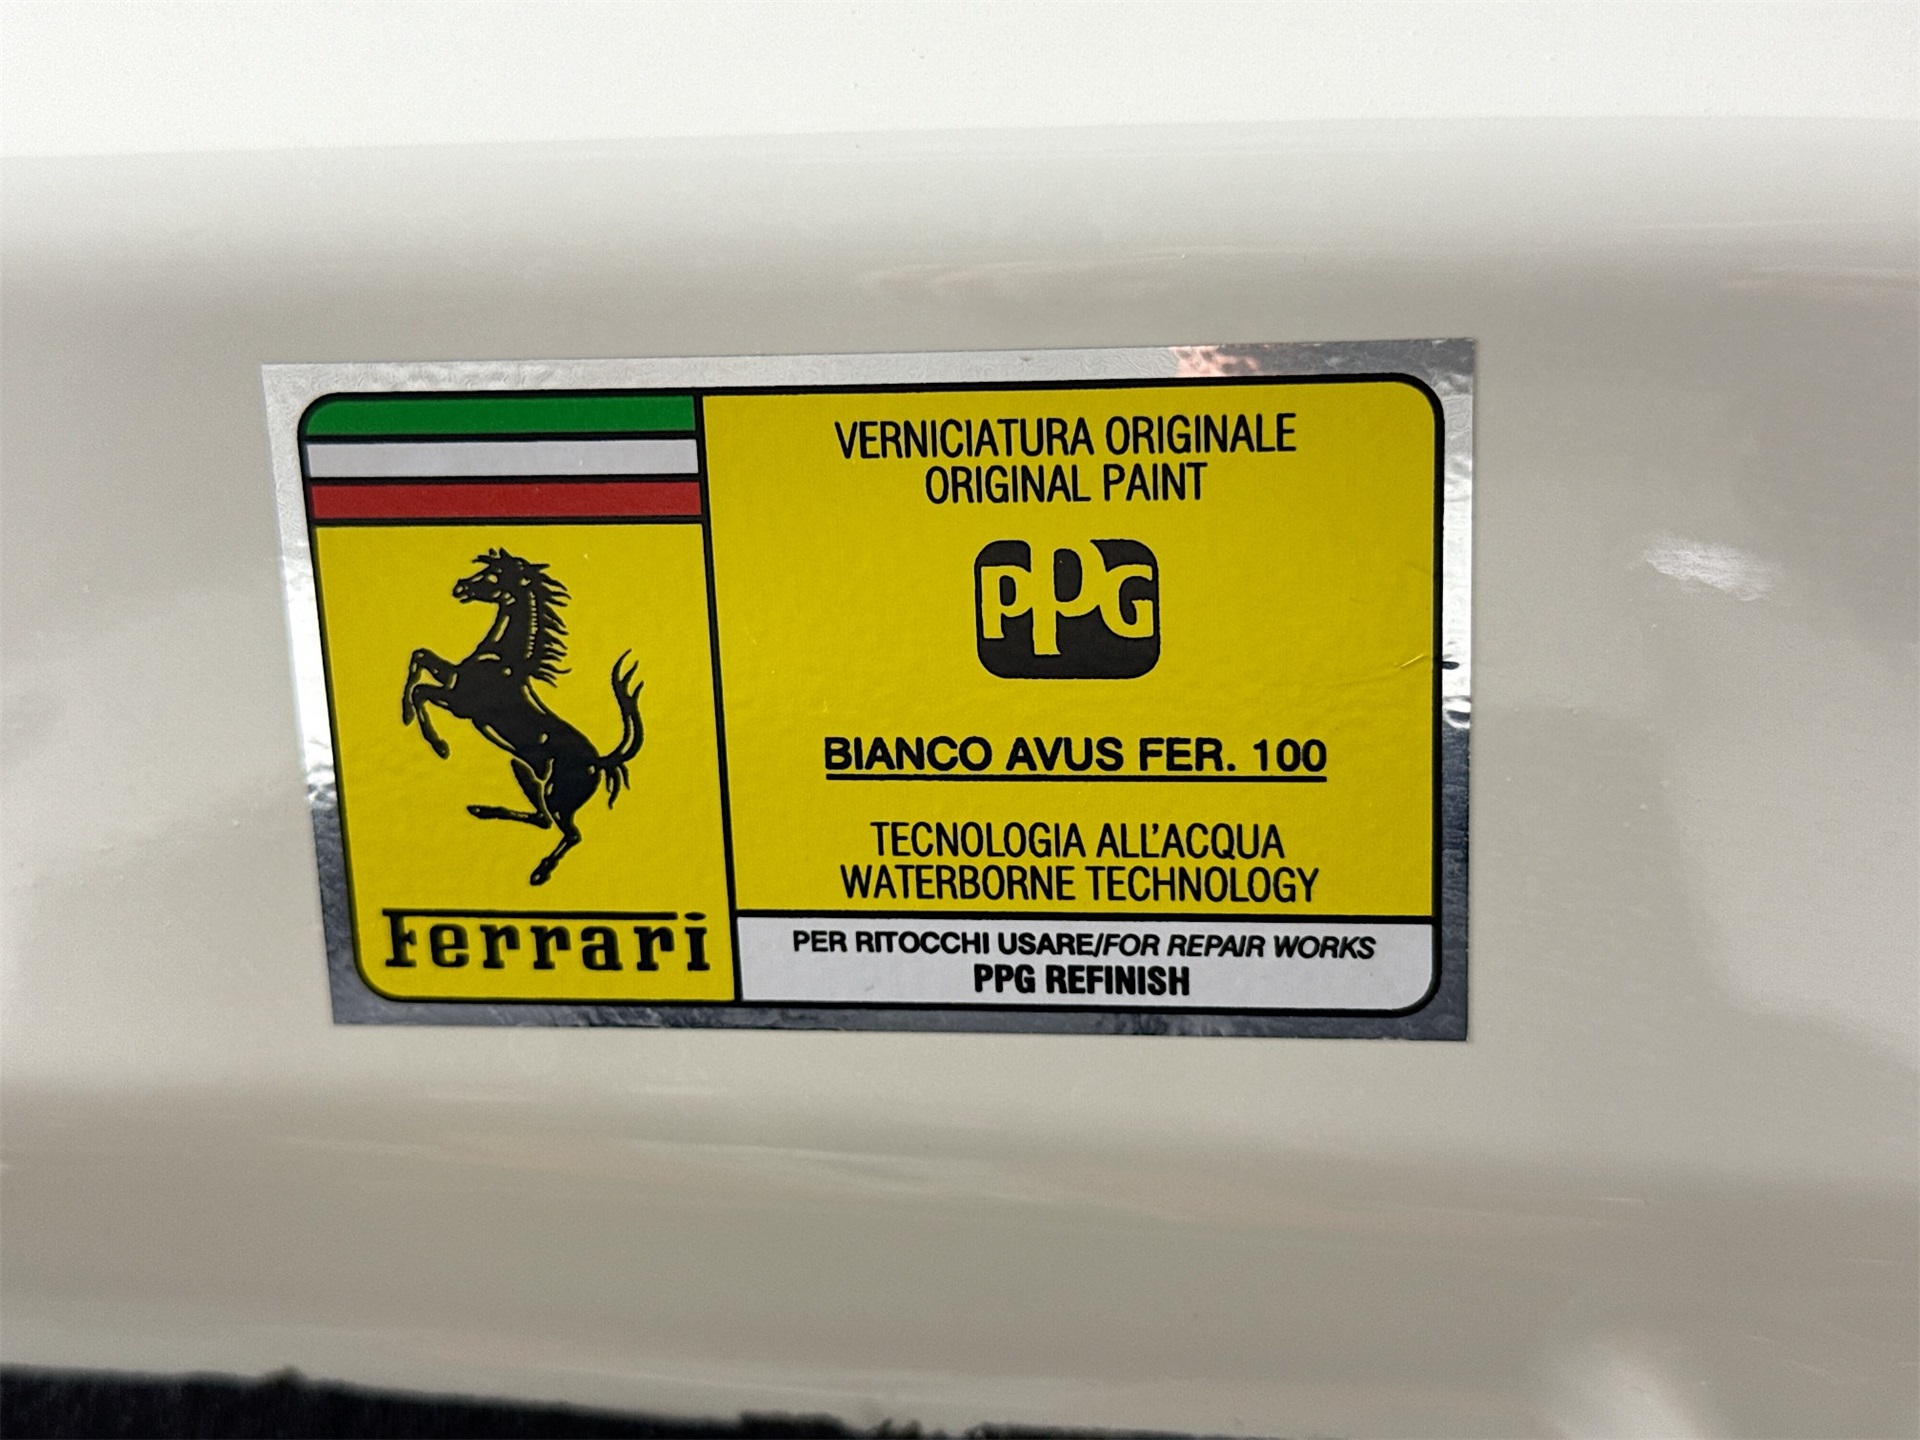 VERNICIATURA ORIGINALE
ORIGINAL PAINT
PPG
BIANCO AVUS FER. 100
TECNOLOGIA ALL'ACQUA
WATERBORNE TECHNOLOGY
Ferrari
PER RITOCCHI USARE/FOR REPAIR WORKS
PPG REFINISH